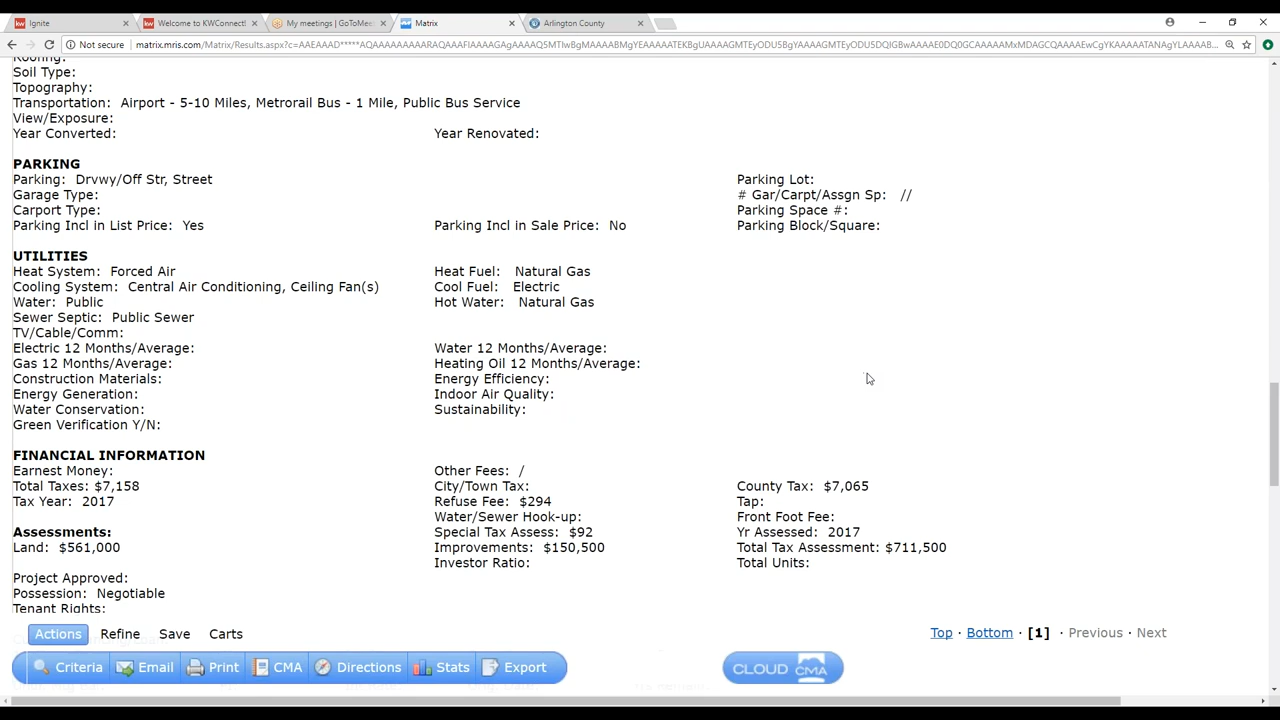 Ignite
Welcome to KWConnect!
My meetings | GoToMee
Matrix
Arlington County
Not secure matrix.mris.com/Matrix/Results.aspx?c=
Soil Type:
Topography:
Transportation: Airport - 5-10 Miles, Metrorail Bus - 1 Mile, Public Bus Service
View/Exposure:
Year Converted: Year Renovated:
PARKING
Parking: Drvwy/Off Str, Street Parking Lot:
Garage Type: # Gar/Carpt/Assgn Sp: //
Carport Type: Parking Space #:
Parking Incl in List Price: Yes Parking Incl in Sale Price: No Parking Block/Square:
UTILITIES
Heat System: Forced Air Heat Fuel: Natural Gas
Cooling System: Central Air Conditioning, Ceiling Fan(s) Cool Fuel: Electric
Water: Public Hot Water: Natural Gas
Sewer Septic: Public Sewer
TV/Cable/Comm:
Electric 12 Months/Average: Water 12 Months/Average:
Gas 12 Months/Average: Heating Oil 12 Months/Average:
Construction Materials: Energy Efficiency:
Energy Generation: Indoor Air Quality:
Water Conservation: Sustainability:
Green Verification Y/N:
FINANCIAL INFORMATION
Earnest Money: Other Fees: /
Total Taxes: $7,158 City/Town Tax: County Tax: $7,065
Tax Year: 2017 Refuse Fee: $294 Tap:
Water/Sewer Hook-up: Front Foot Fee:
Assessments: Special Tax Assess: $92 Yr Assessed: 2017
Land: $561,000 Improvements: $150,500 Total Tax Assessment: $711,500
Investor Ratio: Total Units:
Project Approved:
Possession: Negotiable
Tenant Rights:
Actions Refine Save Carts Top · Bottom · [1] · Previous · Next
Criteria Email Print CMA Directions Stats Export CLOUD CMA